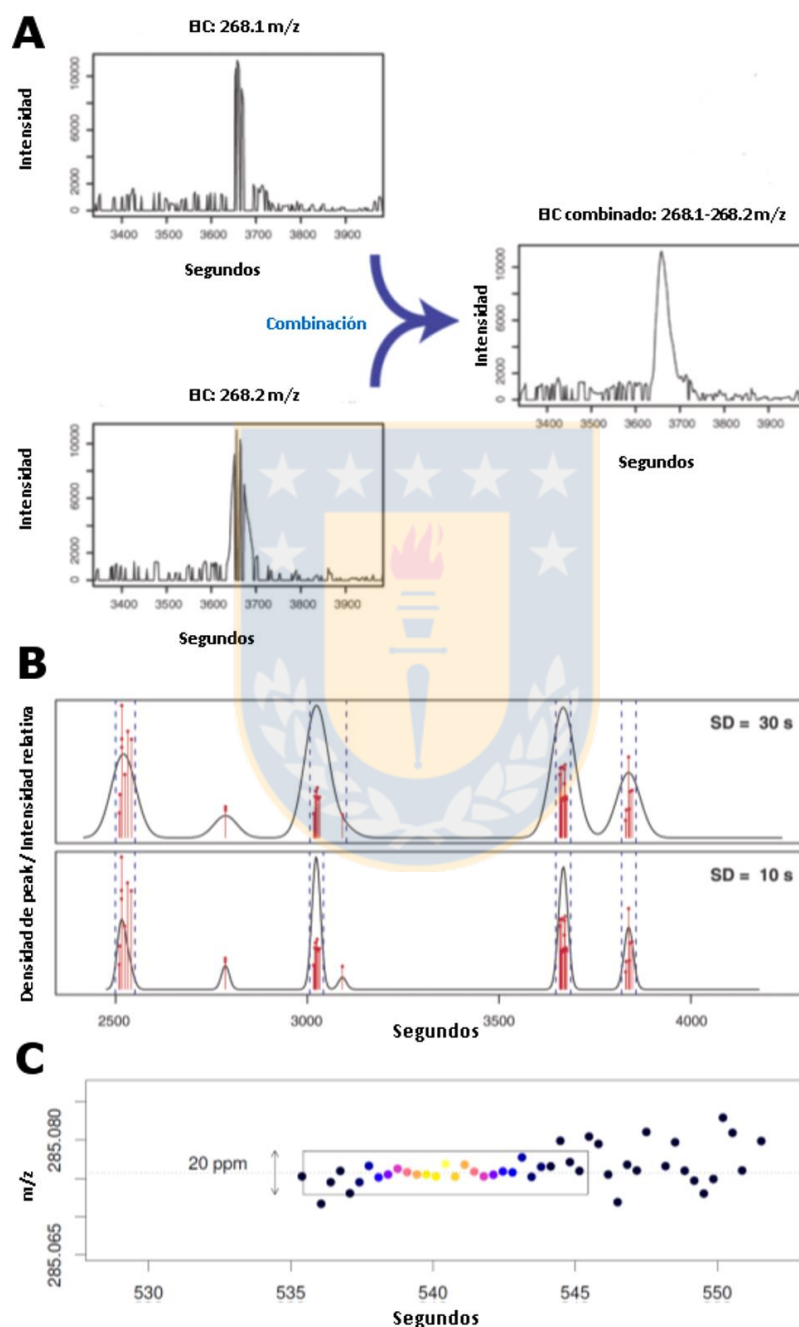 A
EIC: 268.1 m/z
Intensidad
10000
6000
2000
0
3400 3500 3600 3700 3800 3900
Segundos
EIC combinado: 268.1-268.2 m/z
Intensidad
10000
6000
2000
0
3400 3500 3600 3700 3800 3900
Segundos
Combinación
EIC: 268.2 m/z
Intensidad
10000
6000
2000
0
3400 3500 3600 3700 3800 3900
Segundos
B
Densidad de peak / Intensidad relativa
SD = 30 s
SD = 10 s
2500 3000 3500 4000
Segundos
C
m/z
285.080
285.065
20 ppm
530 535 540 545 550
Segundos